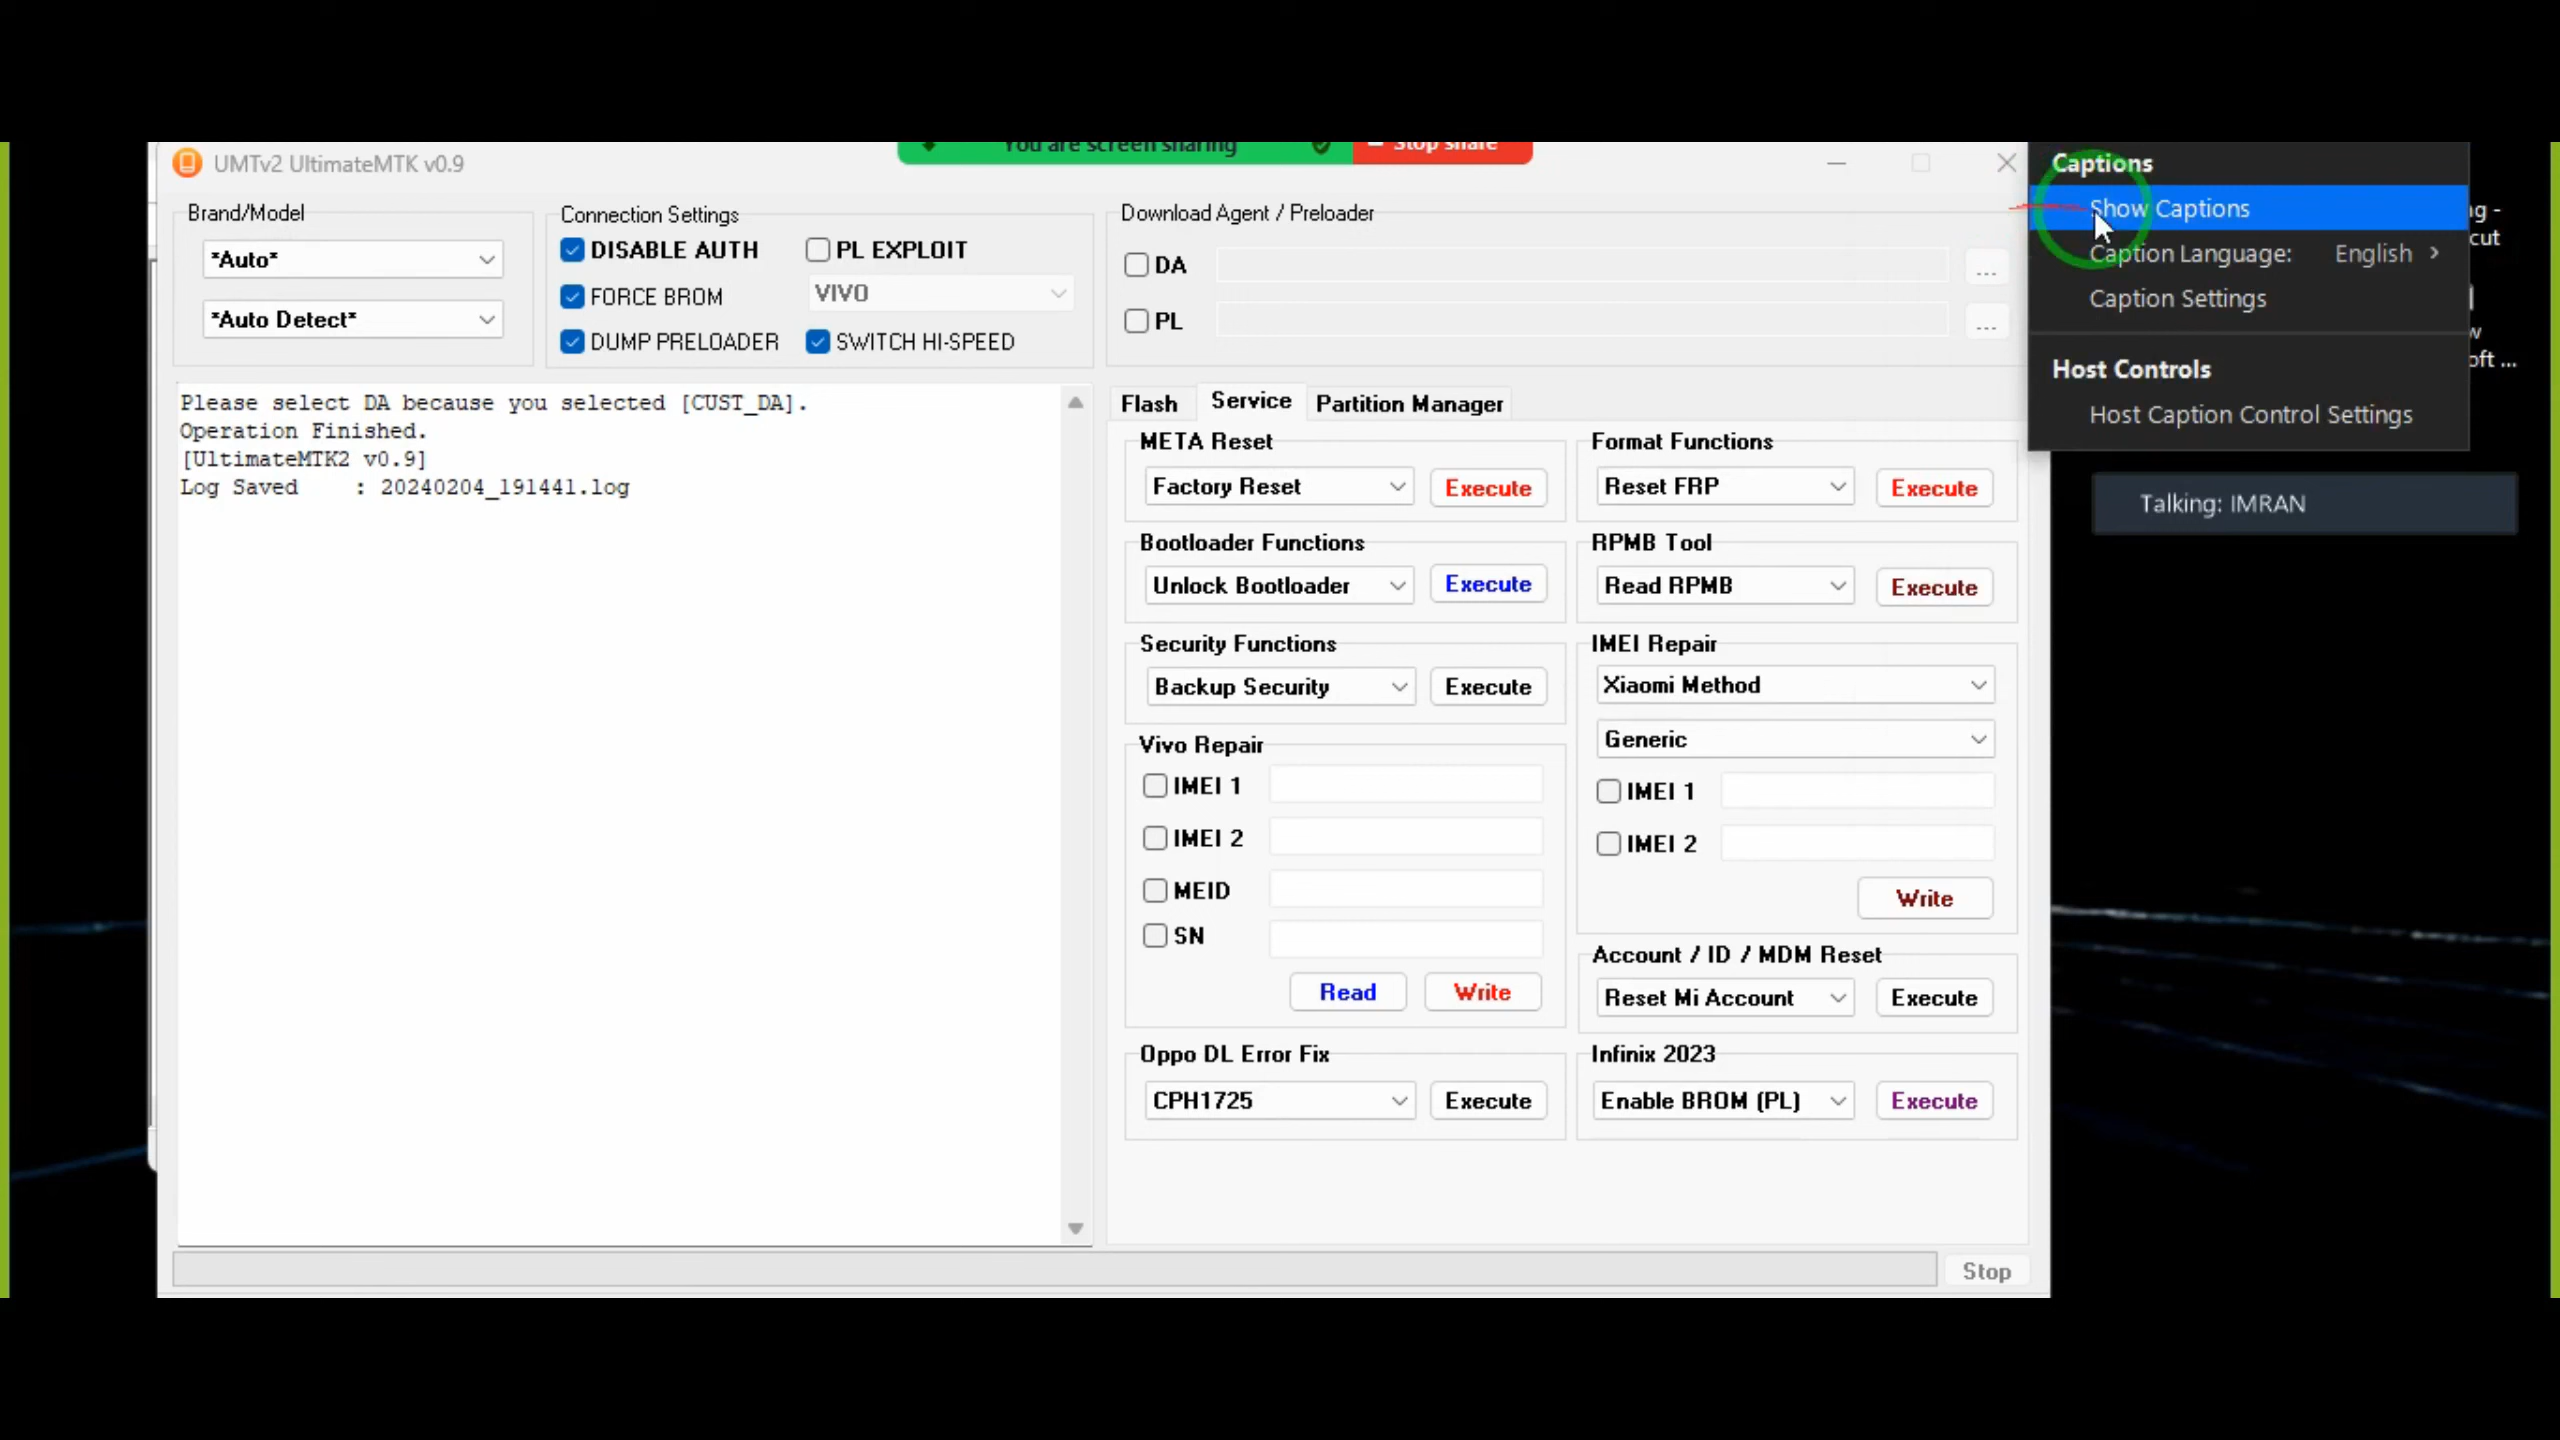 UMTv2 UltimateMTK v0.9
You are screen sharing
Stop share
Brand/Model
*Auto*
*Auto Detect*
Connection Settings
DISABLE AUTH
PL EXPLOIT
FORCE BROM
VIVO
DUMP PRELOADER
SWITCH HI-SPEED
Download Agent / Preloader
DA
...
PL
...
Captions
Show Captions
Caption Language: English
Caption Settings
Host Controls
Host Caption Control Settings
cut
oft ...
Talking: IMRAN
Please select DA because you selected [CUST_DA].
Operation Finished.
[UltimateMTK2 v0.9]
Log Saved : 20240204_191441.log
Flash
Service
Partition Manager
META Reset
Factory Reset
Execute
Format Functions
Reset FRP
Execute
Bootloader Functions
Unlock Bootloader
Execute
RPMB Tool
Read RPMB
Execute
Security Functions
Backup Security
Execute
IMEI Repair
Xiaomi Method
Generic
IMEI 1
IMEI 2
Write
Vivo Repair
IMEI 1
IMEI 2
MEID
SN
Read
Write
Account / ID / MDM Reset
Reset Mi Account
Execute
Oppo DL Error Fix
CPH1725
Execute
Infinix 2023
Enable BROM (PL)
Execute
Stop